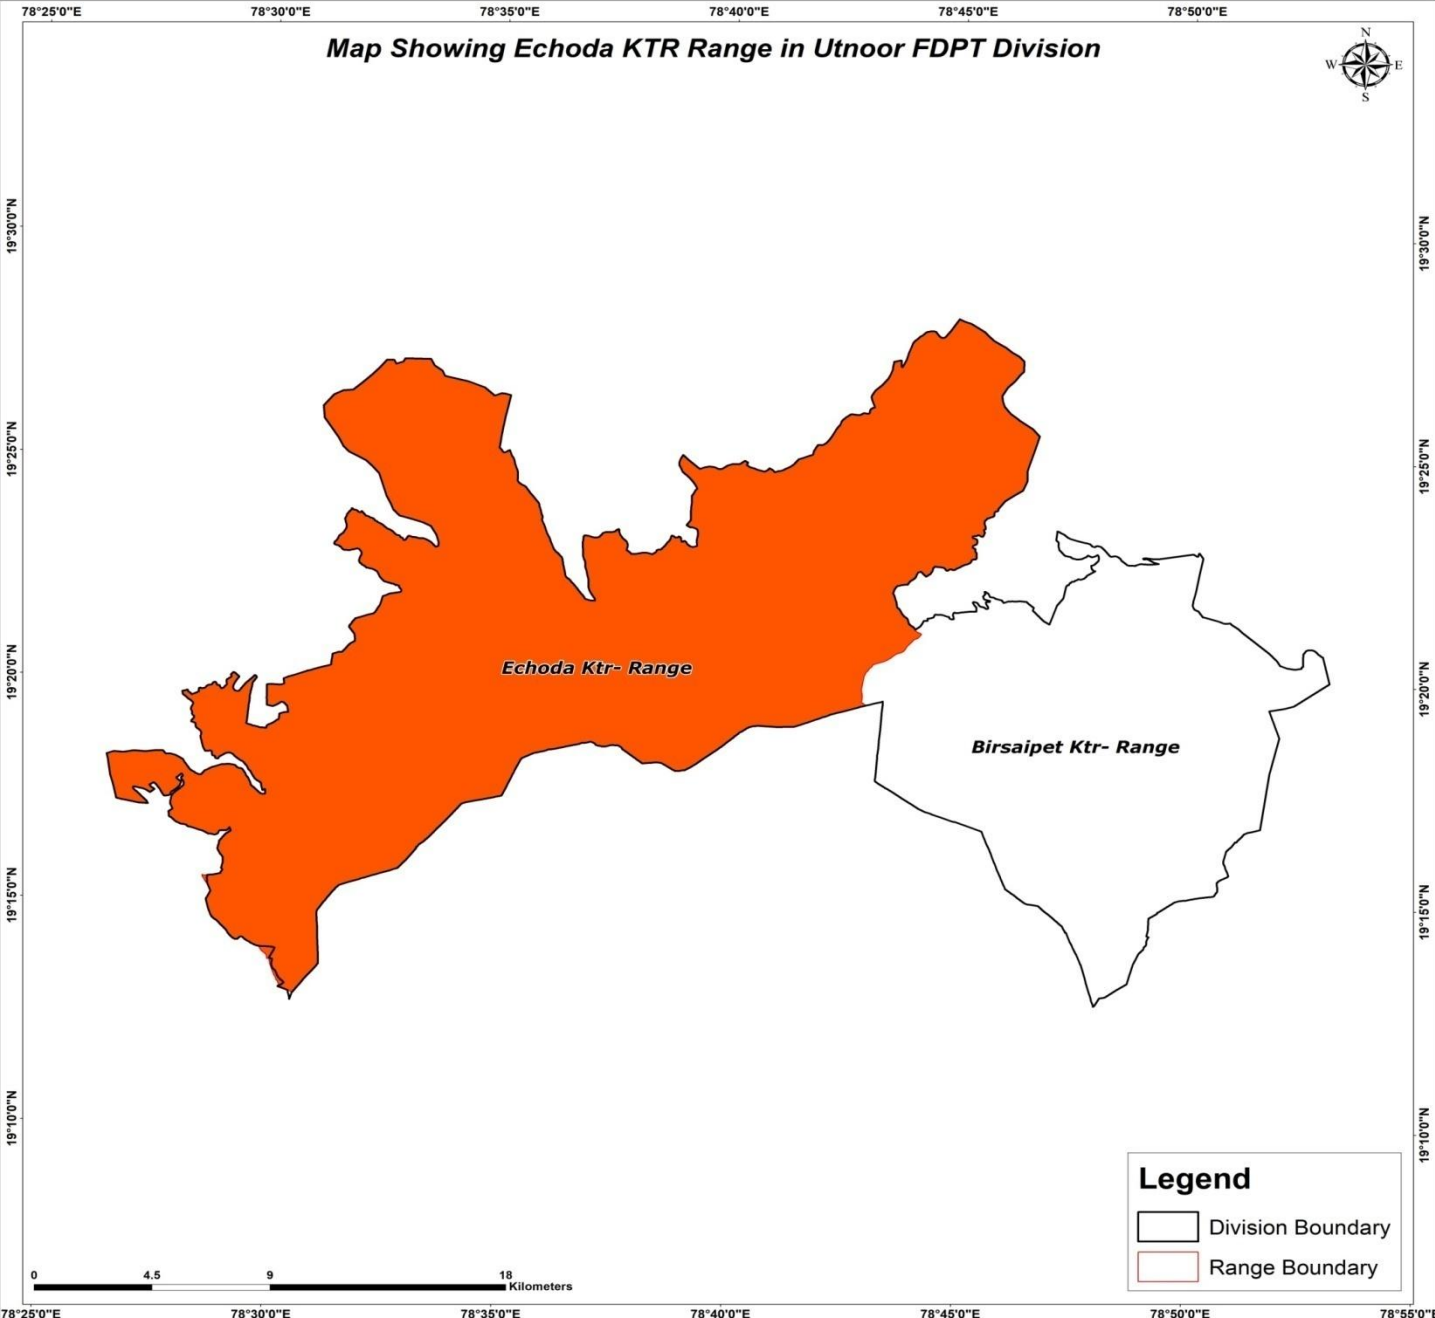 78°25'0"E 78°30'0"E 78°35'0"E 78°40'0"E 78°45'0"E 78°50'0"E
Map Showing Echoda KTR Range in Utnoor FDPT Division
N
W E
S
19°30'0"N 19°30'0"N
19°25'0"N 19°25'0"N
19°20'0"N 19°20'0"N
Echoda Ktr- Range
Birsaipet Ktr- Range
19°15'0"N 19°15'0"N
19°10'0"N 19°10'0"N
Legend
Division Boundary
Range Boundary
0 4.5 9 18
Kilometers
78°25'0"E 78°30'0"E 78°35'0"E 78°40'0"E 78°45'0"E 78°50'0"E 78°55'0"E